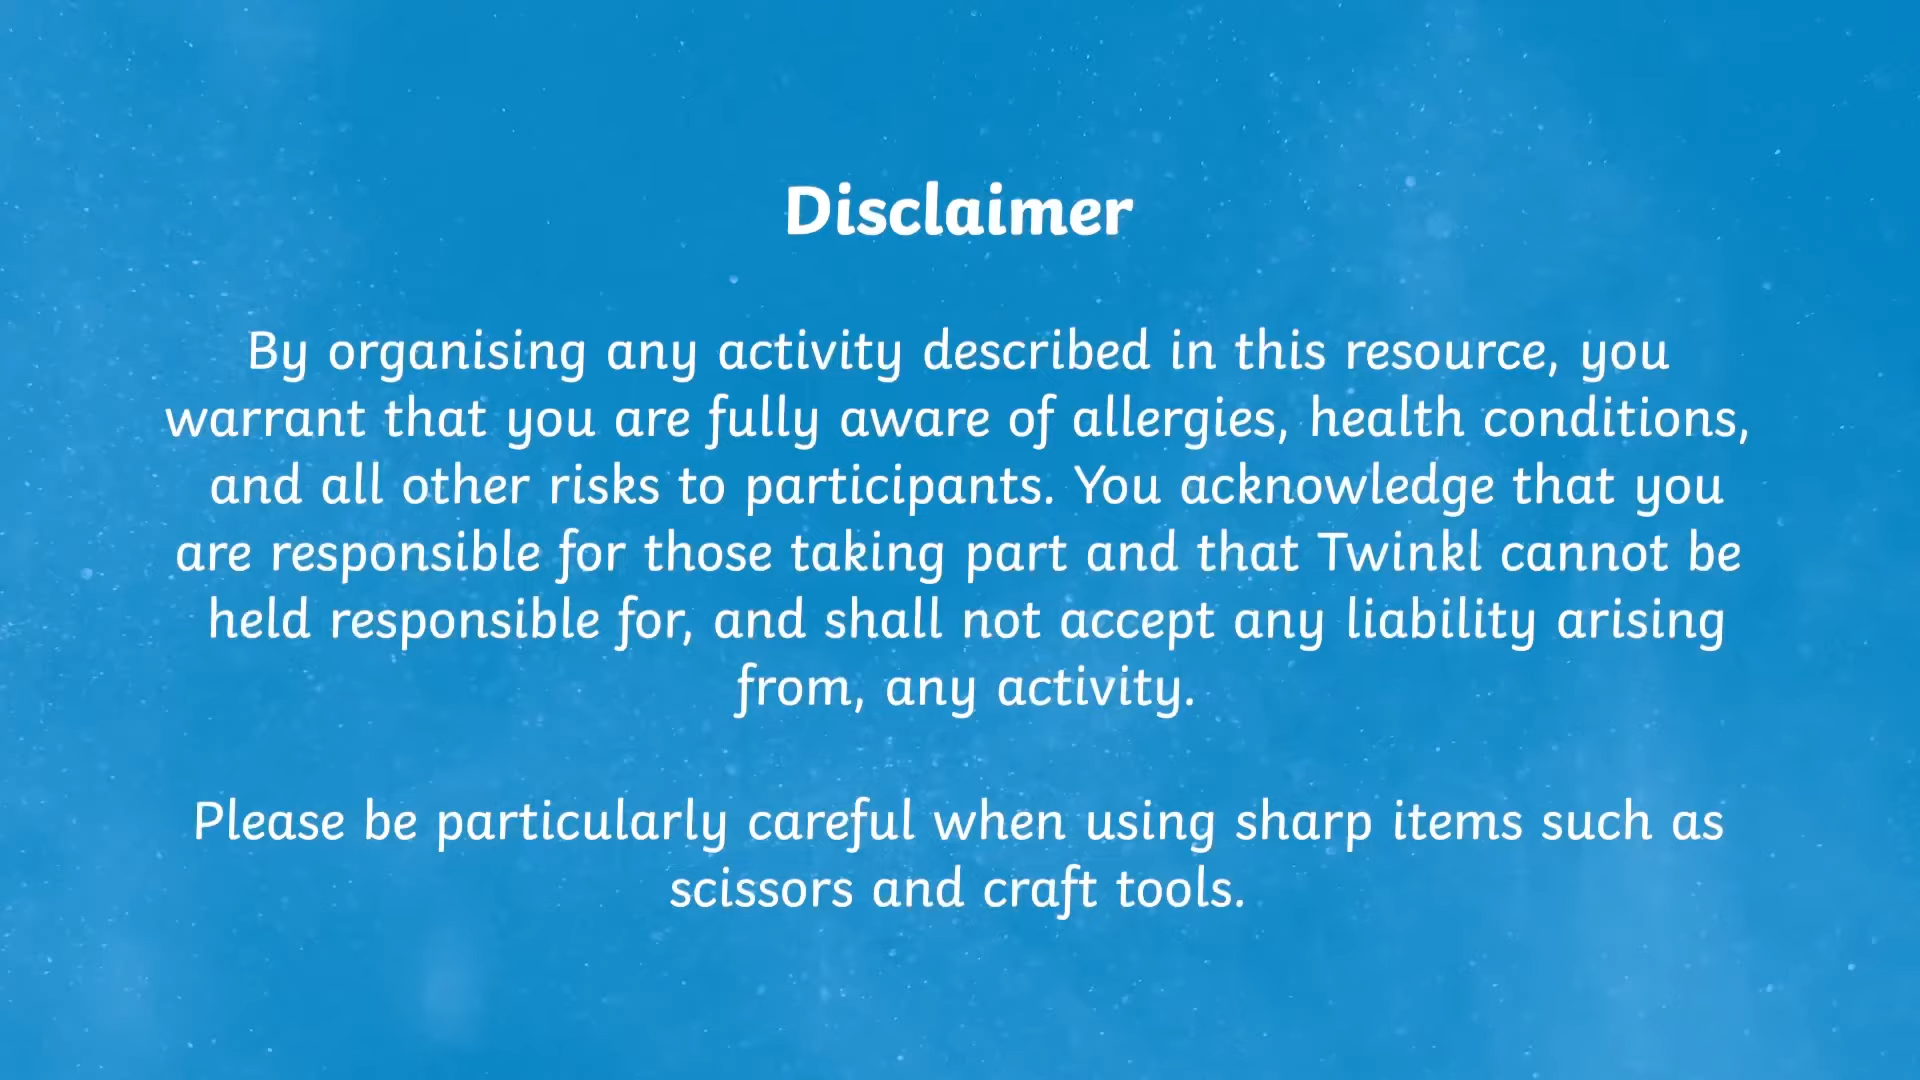 Disclaimer
By organising any activity described in this resource, you
warrant that you are fully aware of allergies, health conditions,
and all other risks to participants. You acknowledge that you
are responsible for those taking part and that Twinkl cannot be
held responsible for, and shall not accept any liability arising
from, any activity.
Please be particularly careful when using sharp items such as
scissors and craft tools.